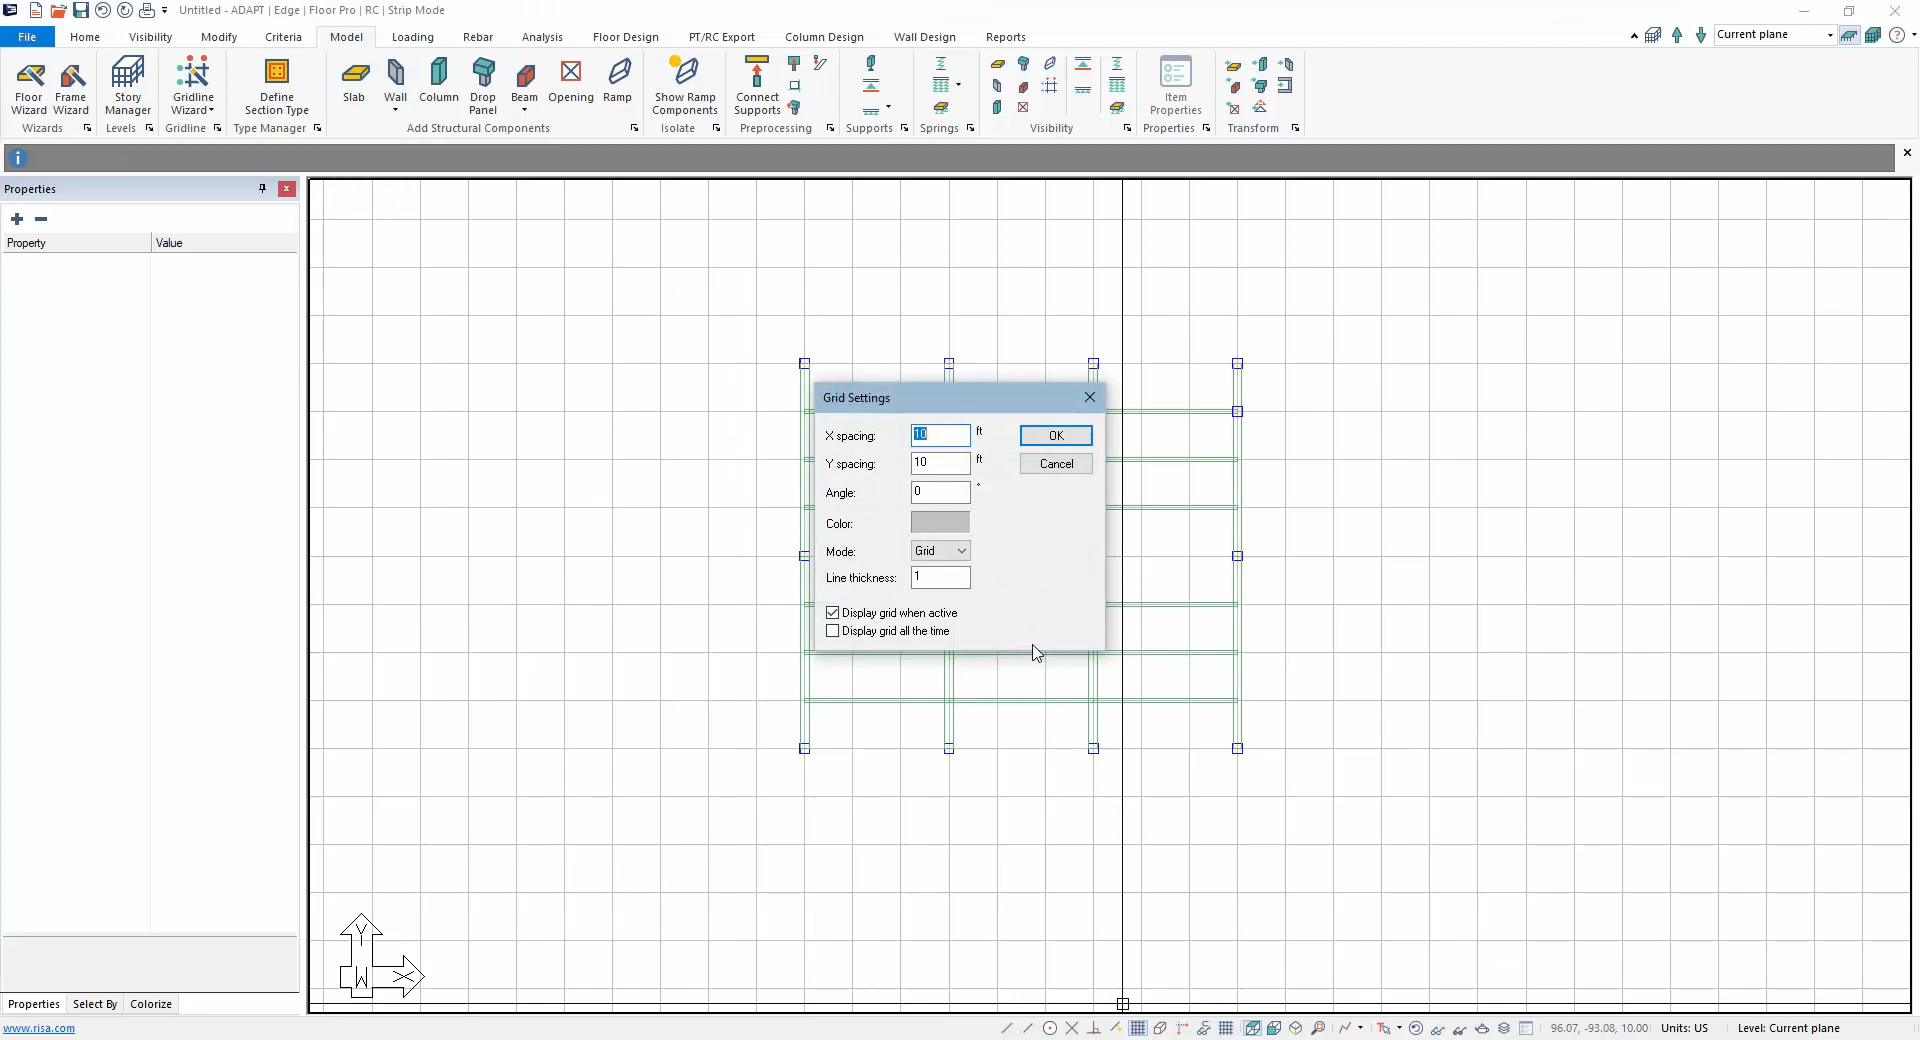 Untitled - ADAPT | Edge | Floor Pro | RC | Strip Mode
File Home Visibility Modify Criteria Model Loading Rebar Analysis Floor Design PT/RC Export Column Design Wall Design Reports Current plane
Floor Wizard Frame Wizard Story Manager Gridline Wizard Define Section Type Slab Wall Column Drop Panel Beam Opening Ramp Show Ramp Components Connect Supports Item Properties
Wizards Levels Gridline Type Manager Add Structural Components Isolate Preprocessing Supports Springs Visibility Properties Transform
Properties
Property Value
Grid Settings
X spacing: 10 ft OK
Y spacing: 10 ft Cancel
Angle: 0 °
Color:
Mode: Grid
Line thickness: 1
Display grid when active
Display grid all the time
Y
W X
Properties Select By Colorize
www.risa.com 96.07, -93.08, 10.00 Units: US Level: Current plane